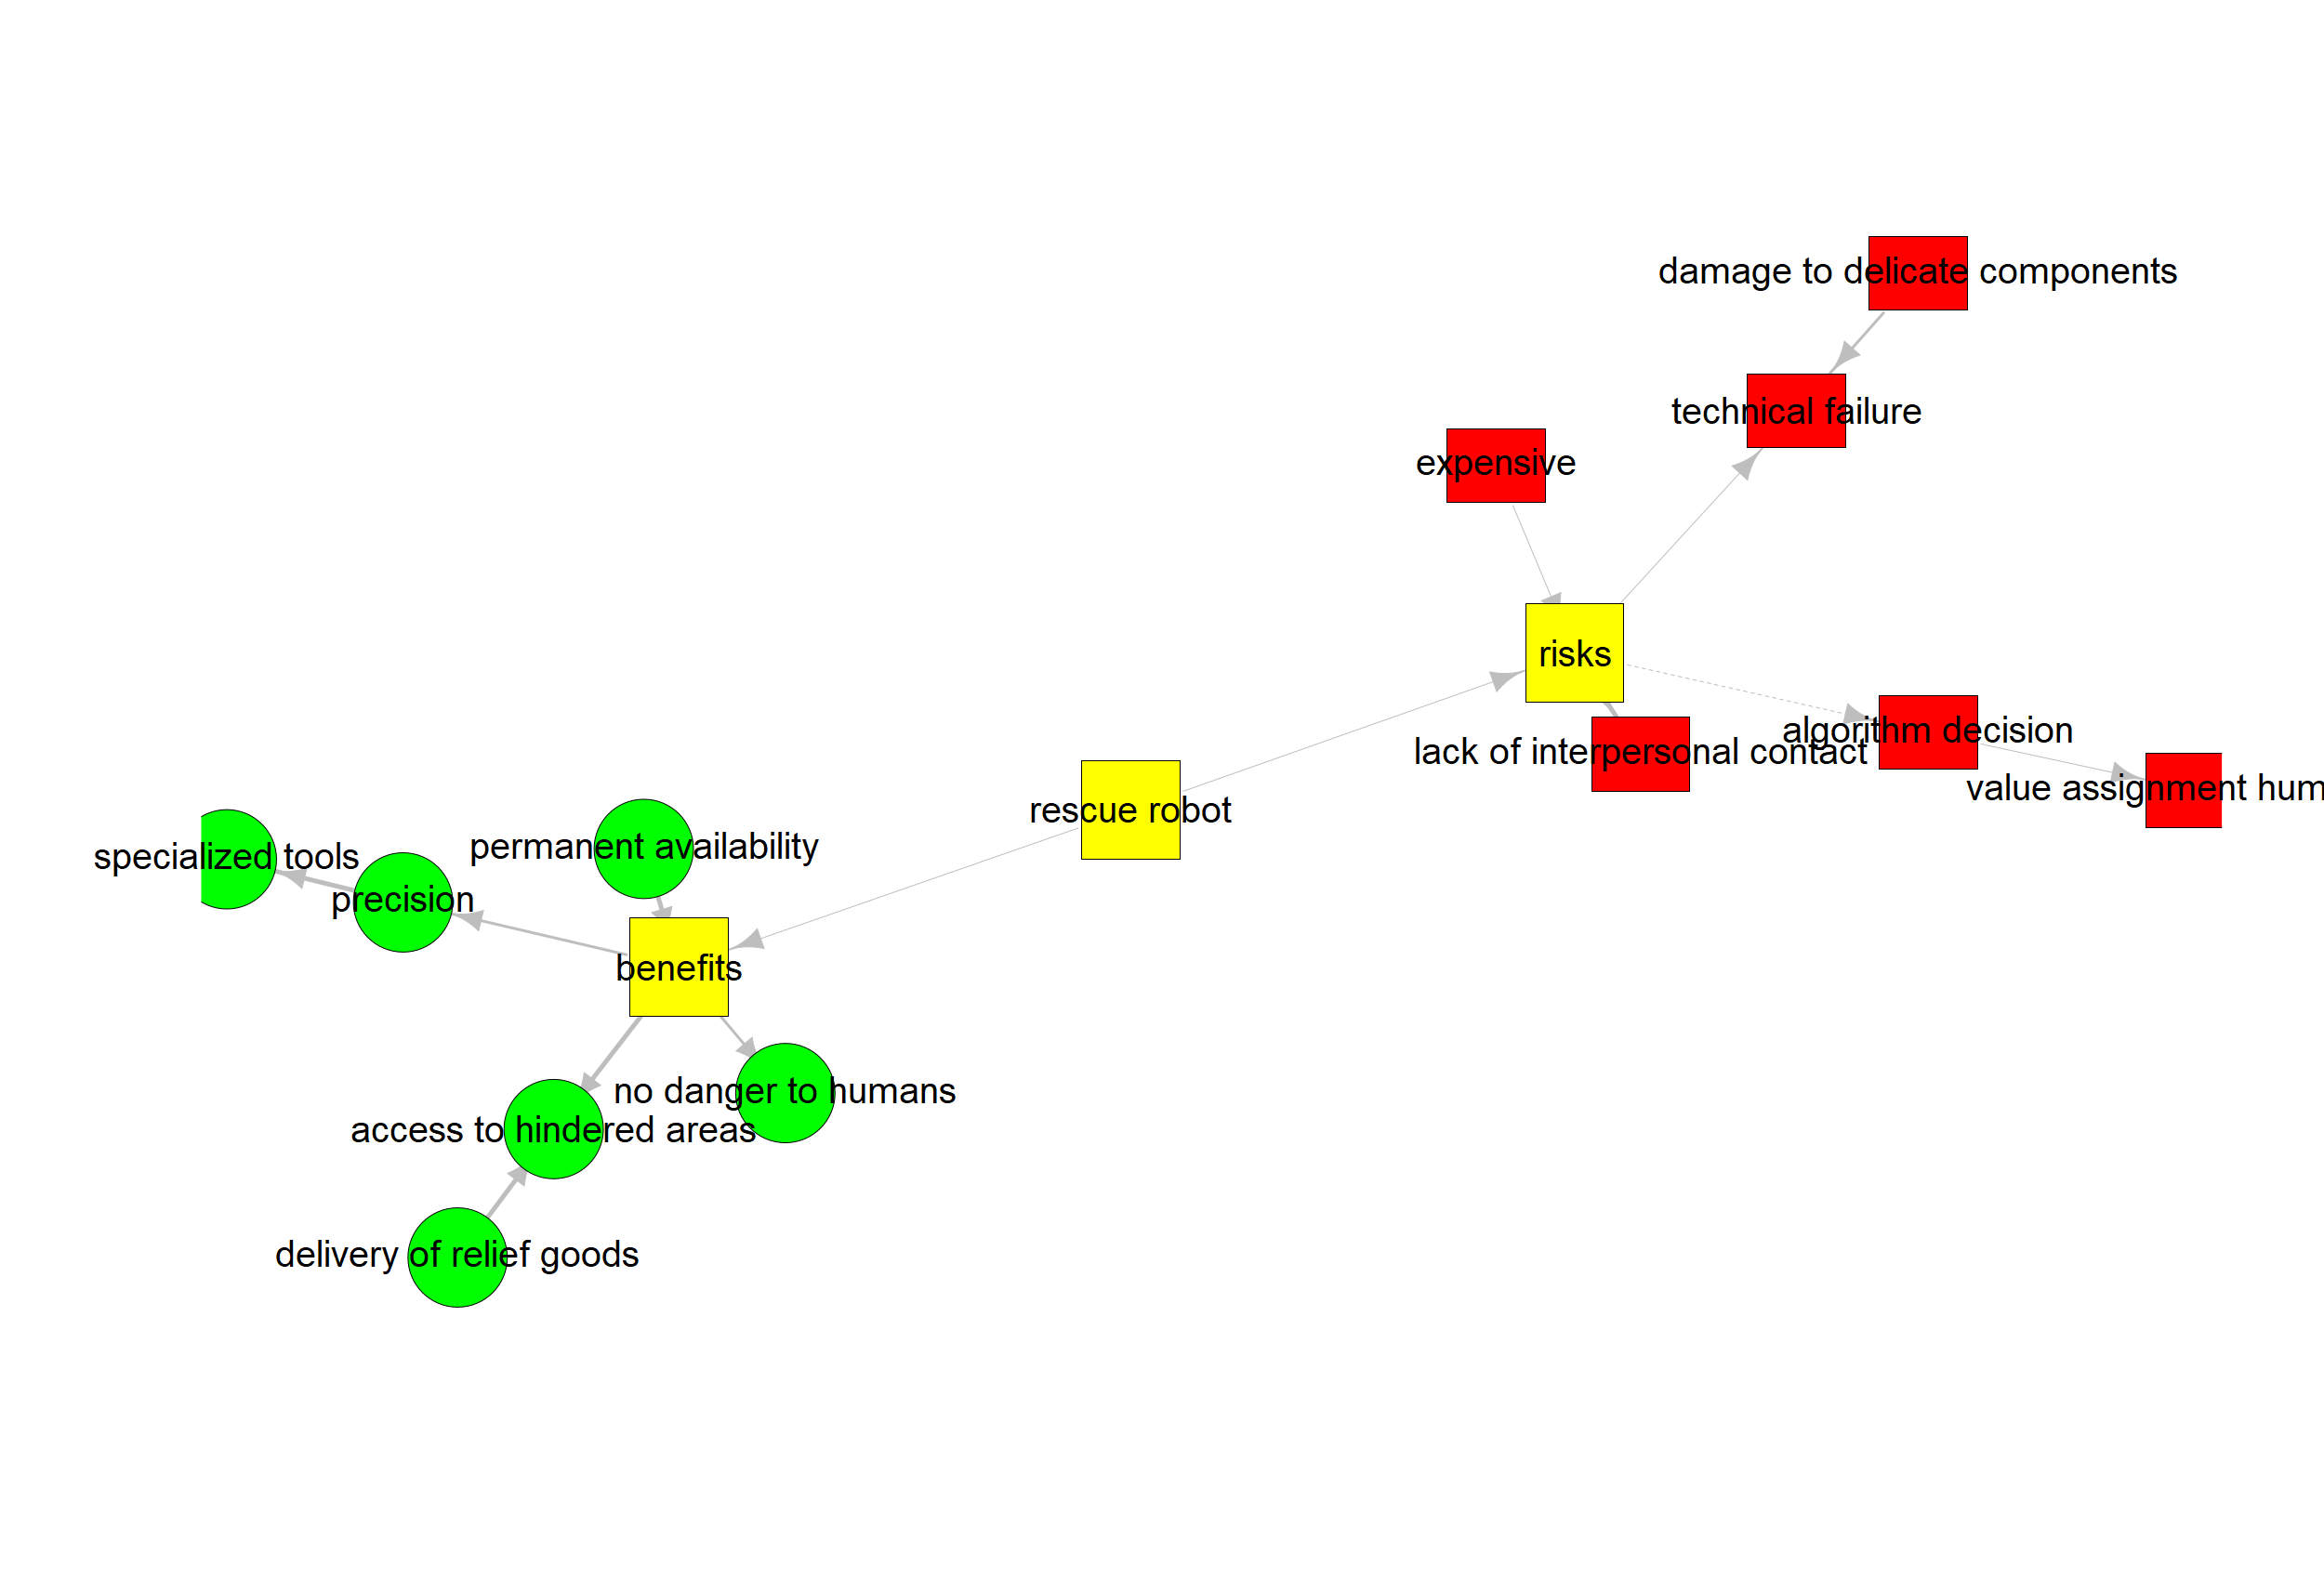 damage to delicate components
technical failure
expensive
risks
algorithm decision
lack of interpersonal contact
value assignment hum
rescue robot
permanent availability
specialized tools
precision
benefits
no danger to humans
access to hindered areas
delivery of relief goods